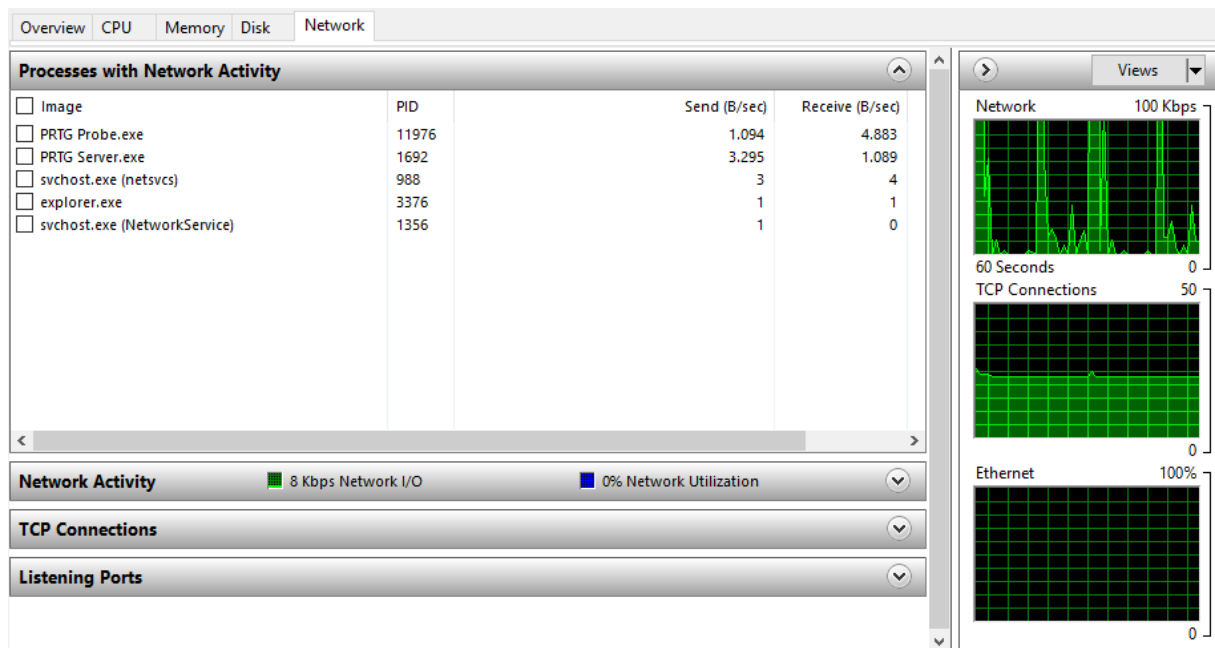 Overview CPU Memory Disk Network
Processes with Network Activity
Image PID Send (B/sec) Receive (B/sec)
PRTG Probe.exe 11976 1.094 4.883
PRTG Server.exe 1692 3.295 1.089
svchost.exe (netsvcs) 988 3 4
explorer.exe 3376 1 1
svchost.exe (NetworkService) 1356 1 0
Network Activity 8 Kbps Network I/O 0% Network Utilization
TCP Connections
Listening Ports
Views
Network 100 Kbps
60 Seconds 0
TCP Connections 50
0
Ethernet 100%
0